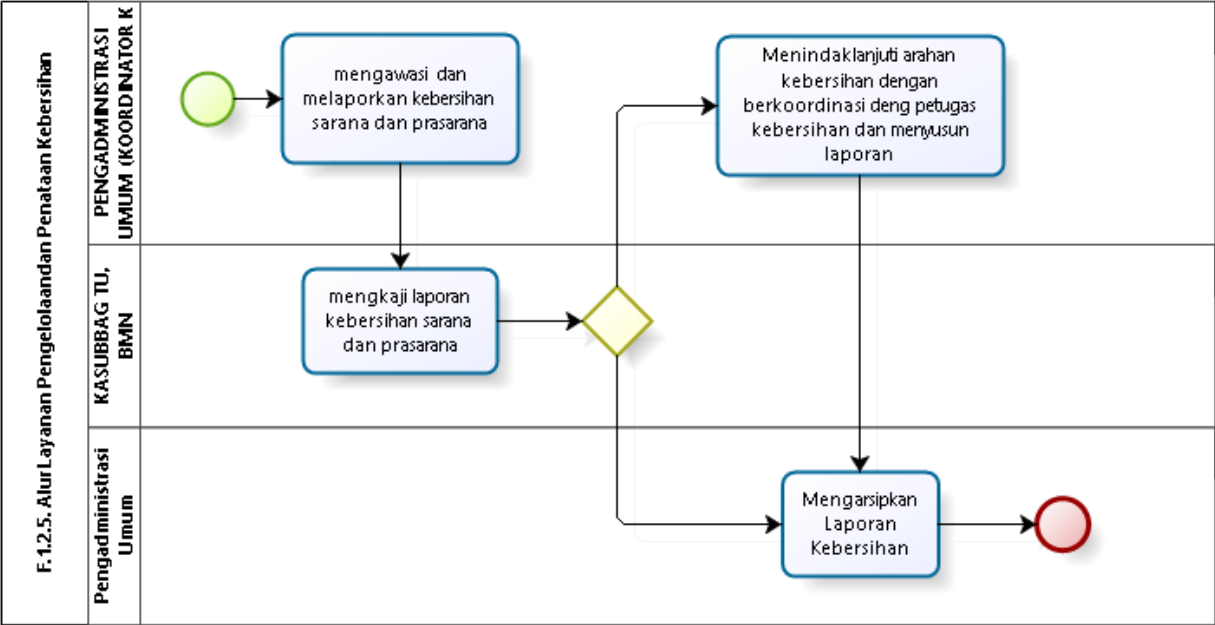 F.1.2.5. Alur Layanan Pengelolaan dan Penataan Kebersihan
PENGADMINISTRASI
UMUM (KOORDINATOR K
mengawasi dan
melaporkan kebersihan
sarana dan prasarana
Menindaklanjuti arahan
kebersihan dengan
berkoordinasi deng petugas
kebersihan dan menyusun
laporan
KASUBBAG TU,
BMN
mengkaji laporan
kebersihan sarana
dan prasarana
Pengadministrasi
Umum
Mengarsipkan
Laporan
Kebersihan